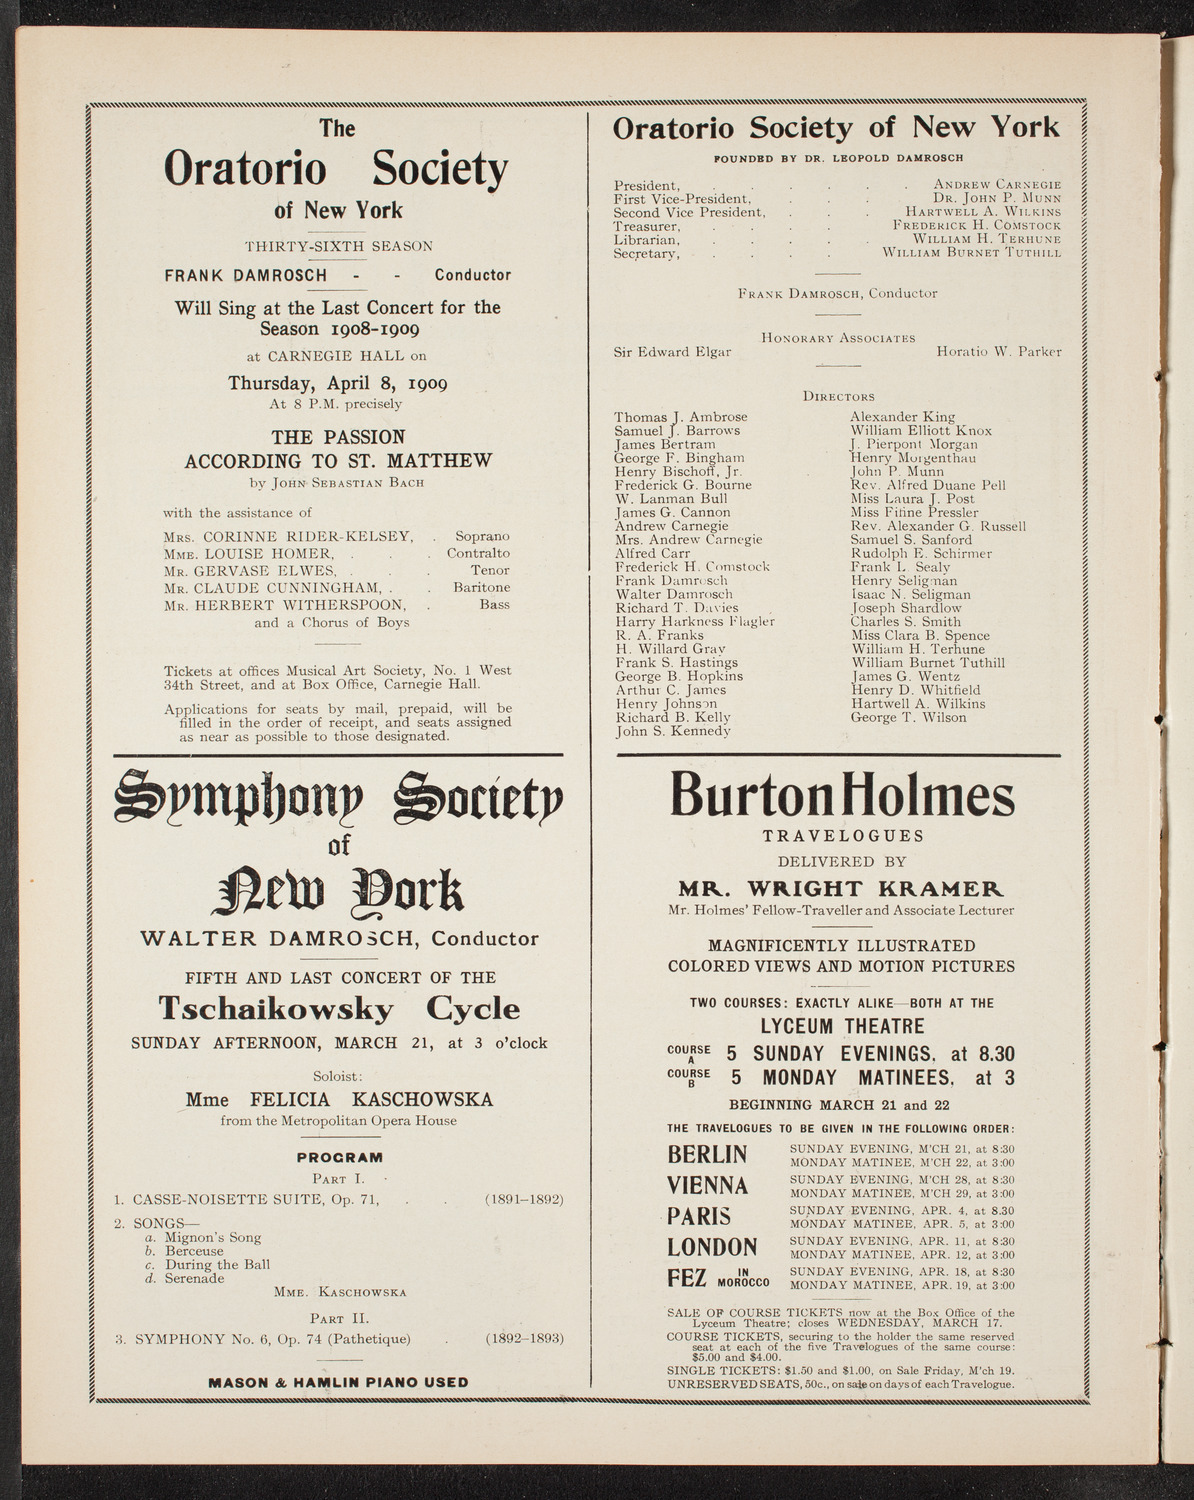 The
Oratorio Society
of New York
THIRTY-SIXTH SEASON
FRANK DAMROSCH - - Conductor
Will Sing at the Last Concert for the
Season 1908-1909
at CARNEGIE HALL on
Thursday, April 8, 1909
At 8 P.M. precisely
THE PASSION
ACCORDING TO ST. MATTHEW
by JOHN SEBASTIAN BACH
with the assistance of
MRS. CORINNE RIDER-KELSEY, . Soprano
MME. LOUISE HOMER, . . . Contralto
MR. GERVASE ELWES, . . . Tenor
MR. CLAUDE CUNNINGHAM, . . Baritone
MR. HERBERT WITHERSPOON, . Bass
and a Chorus of Boys
Tickets at offices Musical Art Society, No. 1 West
34th Street, and at Box Office, Carnegie Hall.
Applications for seats by mail, prepaid, will be
filled in the order of receipt, and seats assigned
as near as possible to those designated.
Symphony Society
of
New York
WALTER DAMROSCH, Conductor
FIFTH AND LAST CONCERT OF THE
Tschaikowsky Cycle
SUNDAY AFTERNOON, MARCH 21, at 3 o'clock
Soloist:
Mme FELICIA KASCHOWSKA
from the Metropolitan Opera House
PROGRAM
PART I.
1. CASSE-NOISETTE SUITE, Op. 71, . . (1891-1892)
2. SONGS—
a. Mignon's Song
b. Berceuse
c. During the Ball
d. Serenade
MME. KASCHOWSKA
PART II.
3. SYMPHONY No. 6, Op. 74 (Pathetique) . (1892-1893)
MASON & HAMLIN PIANO USED
Oratorio Society of New York
FOUNDED BY DR. LEOPOLD DAMROSCH
President, . . . . . . ANDREW CARNEGIE
First Vice-President, . . . DR. JOHN P. MUNN
Second Vice President, . . . HARTWELL A. WILKINS
Treasurer, . . . . . FREDERICK H. COMSTOCK
Librarian, . . . . . WILLIAM H. TERHUNE
Secretary, . . . . WILLIAM BURNET TUTHILL
FRANK DAMROSCH, Conductor
HONORARY ASSOCIATES
Sir Edward Elgar Horatio W. Parker
DIRECTORS
Thomas J. Ambrose
Samuel J. Barrows
James Bertram
George F. Bingham
Henry Bischoff, Jr.
Frederick G. Bourne
W. Lanman Bull
James G. Cannon
Andrew Carnegie
Mrs. Andrew Carnegie
Alfred Carr
Frederick H. Comstock
Frank Damrosch
Walter Damrosch
Richard T. Davies
Harry Harkness Flagler
R. A. Franks
H. Willard Gray
Frank S. Hastings
George B. Hopkins
Arthur C. James
Henry Johnson
Richard B. Kelly
John S. Kennedy
Alexander King
William Elliott Knox
J. Pierpont Morgan
Henry Morgenthau
John P. Munn
Rev. Alfred Duane Pell
Miss Laura J. Post
Miss Fifine Pressler
Rev. Alexander G. Russell
Samuel S. Sanford
Rudolph E. Schirmer
Frank L. Sealy
Henry Seligman
Isaac N. Seligman
Joseph Shardlow
Charles S. Smith
Miss Clara B. Spence
William H. Terhune
William Burnet Tuthill
James G. Wentz
Henry D. Whitfield
Hartwell A. Wilkins
George T. Wilson
Burton Holmes
TRAVELOGUES
DELIVERED BY
MR. WRIGHT KRAMER
Mr. Holmes' Fellow-Traveller and Associate Lecturer
MAGNIFICENTLY ILLUSTRATED
COLORED VIEWS AND MOTION PICTURES
TWO COURSES: EXACTLY ALIKE—BOTH AT THE
LYCEUM THEATRE
COURSE A 5 SUNDAY EVENINGS, at 8.30
COURSE B 5 MONDAY MATINEES, at 3
BEGINNING MARCH 21 and 22
THE TRAVELOGUES TO BE GIVEN IN THE FOLLOWING ORDER:
BERLIN SUNDAY EVENING, M'CH 21, at 8:30
MONDAY MATINEE, M'CH 22, at 3:00
VIENNA SUNDAY EVENING, M'CH 28, at 8:30
MONDAY MATINEE, M'CH 29, at 3:00
PARIS SUNDAY EVENING, APR. 4, at 8.30
MONDAY MATINEE, APR. 5, at 3:00
LONDON SUNDAY EVENING, APR. 11, at 8:30
MONDAY MATINEE, APR. 12, at 3:00
FEZ IN MOROCCO SUNDAY EVENING, APR. 18, at 8:30
MONDAY MATINEE, APR. 19, at 3:00
SALE OF COURSE TICKETS now at the Box Office of the
Lyceum Theatre; closes WEDNESDAY, MARCH 17.
COURSE TICKETS, securing to the holder the same reserved
seat at each of the five Travelogues of the same course:
$5.00 and $4.00.
SINGLE TICKETS: $1.50 and $1.00, on Sale Friday, M'ch 19.
UNRESERVED SEATS, 50c., on sale on days of each Travelogue.